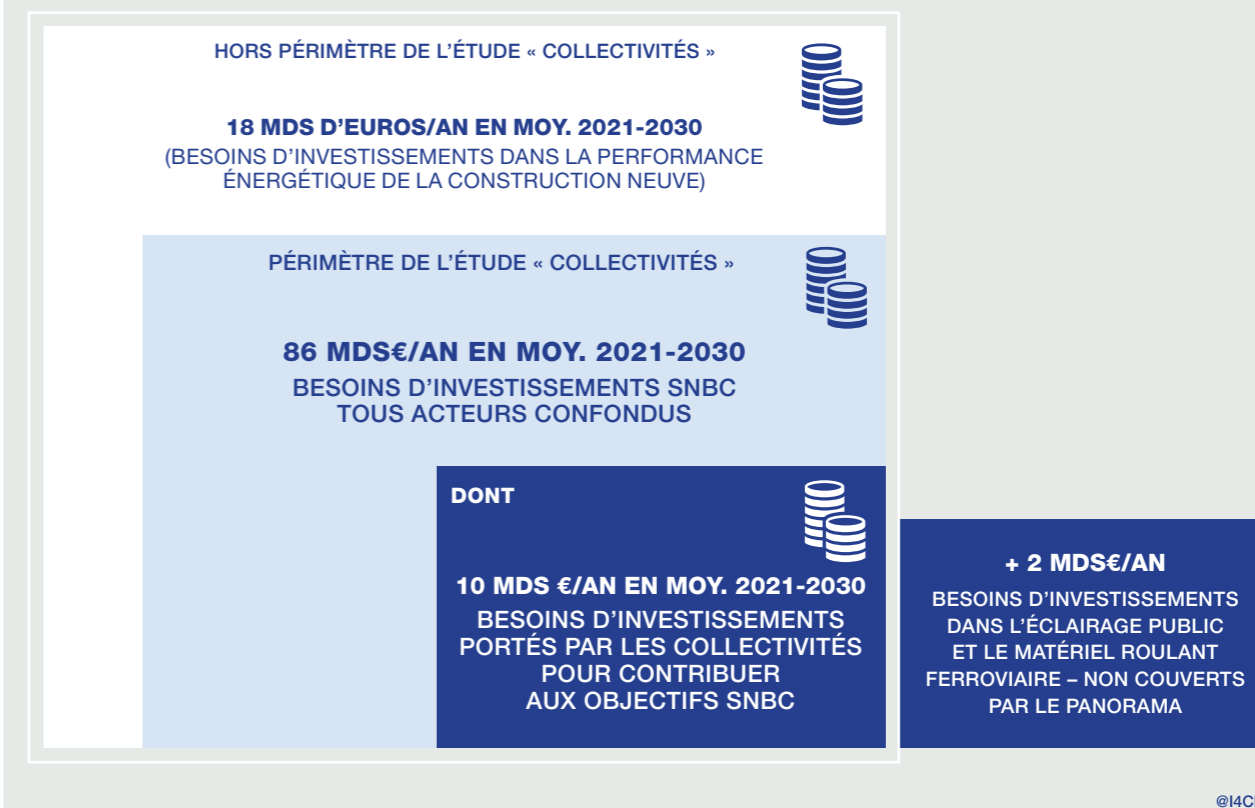 HORS PÉRIMÈTRE DE L'ÉTUDE « COLLECTIVITÉS »
18 MDS D'EUROS/AN EN MOY. 2021-2030
(BESOINS D'INVESTISSEMENTS DANS LA PERFORMANCE
ÉNERGÉTIQUE DE LA CONSTRUCTION NEUVE)
PÉRIMÈTRE DE L'ÉTUDE « COLLECTIVITÉS »
86 MDS€/AN EN MOY. 2021-2030
BESOINS D'INVESTISSEMENTS SNBC
TOUS ACTEURS CONFONDUS
DONT
10 MDS €/AN EN MOY. 2021-2030
BESOINS D'INVESTISSEMENTS
PORTÉS PAR LES COLLECTIVITÉS
POUR CONTRIBUER
AUX OBJECTIFS SNBC
+ 2 MDS€/AN
BESOINS D'INVESTISSEMENTS
DANS L'ÉCLAIRAGE PUBLIC
ET LE MATÉRIEL ROULANT
FERROVIAIRE – NON COUVERTS
PAR LE PANORAMA
@I4C